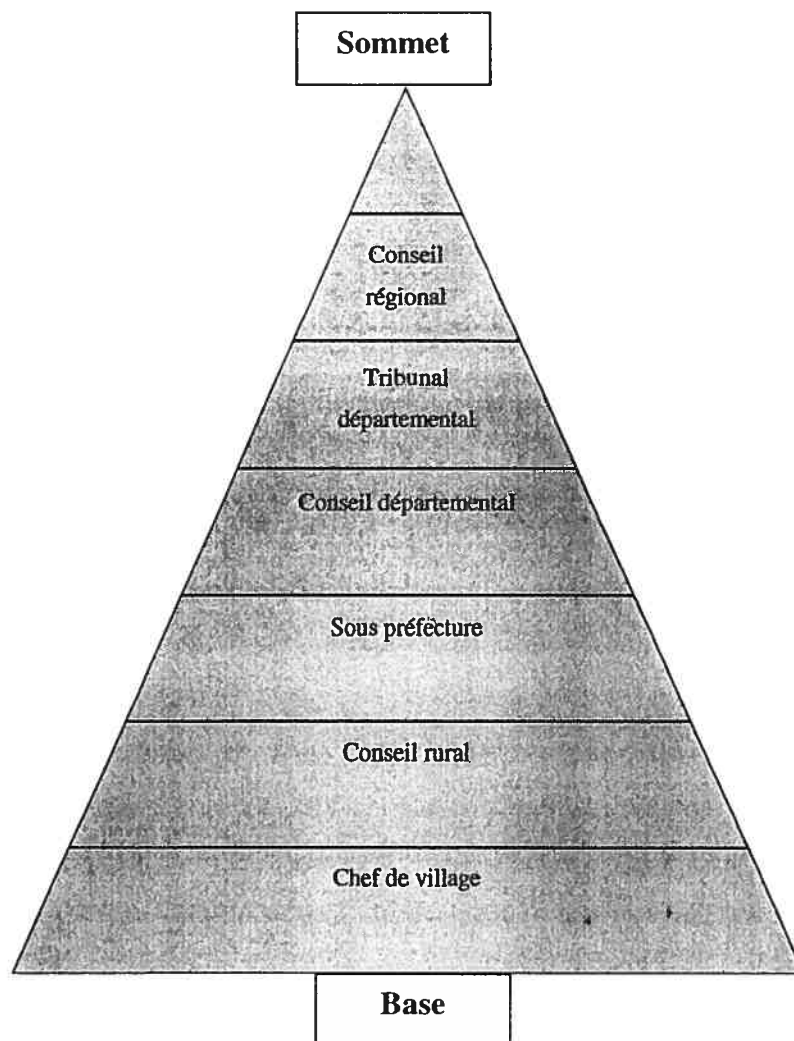 Sommet
Conseil
régional
Tribunal
départemental
Conseil départemental
Sous préfecture
Conseil rural
Chef de village
Base